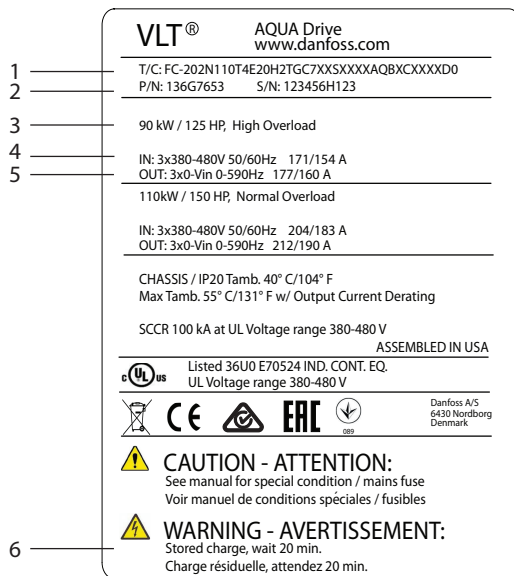 VLT® AQUA Drive
www.danfoss.com
1 T/C: FC-202N110T4E20H2TGC7XXSXXXXAQBXCXXXXD0
2 P/N: 136G7653 S/N: 123456H123
3 90 kW / 125 HP, High Overload
4 IN: 3x380-480V 50/60Hz 171/154 A
5 OUT: 3x0-Vin 0-590Hz 177/160 A
110kW / 150 HP, Normal Overload
IN: 3x380-480V 50/60Hz 204/183 A
OUT: 3x0-Vin 0-590Hz 212/190 A
CHASSIS / IP20 Tamb. 40° C/104° F
Max Tamb. 55° C/131° F w/ Output Current Derating
SCCR 100 kA at UL Voltage range 380-480 V
ASSEMBLED IN USA
c UL us Listed 36U0 E70524 IND. CONT. EQ.
UL Voltage range 380-480 V
CE EAC 089
Danfoss A/S
6430 Nordborg
Denmark
CAUTION - ATTENTION:
See manual for special condition / mains fuse
Voir manuel de conditions spéciales / fusibles
WARNING - AVERTISSEMENT:
6 Stored charge, wait 20 min.
Charge résiduelle, attendez 20 min.